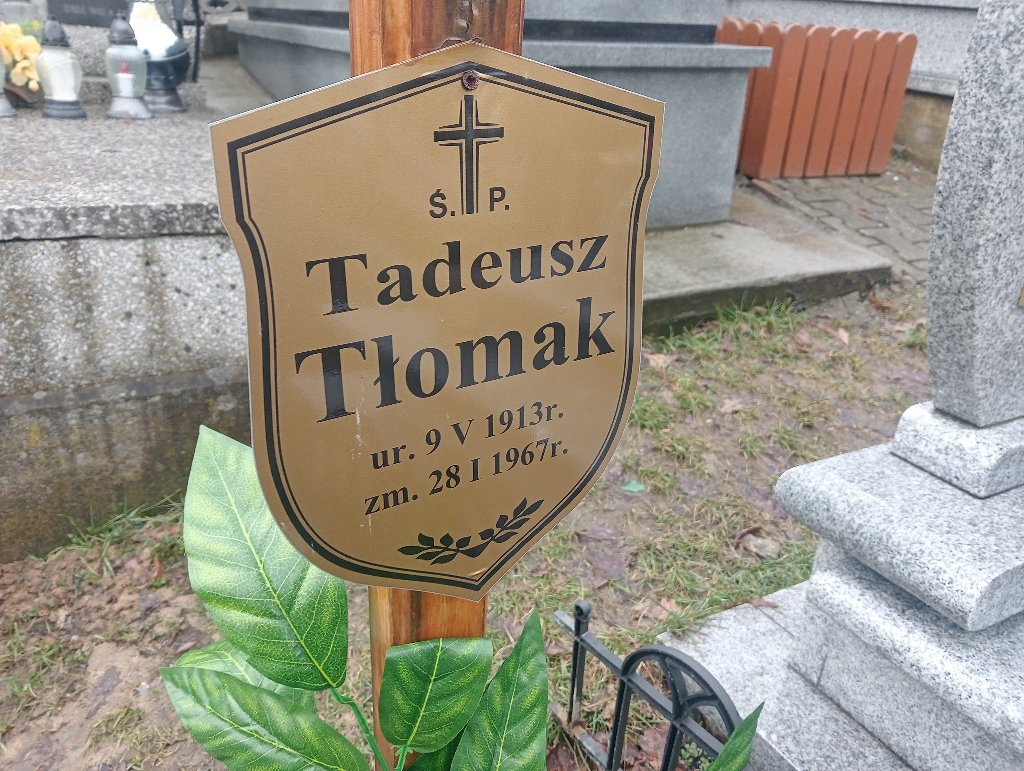 Ś. P.
Tadeusz
Tłomak
ur. 9 V 1913r.
zm. 28 I 1967r.